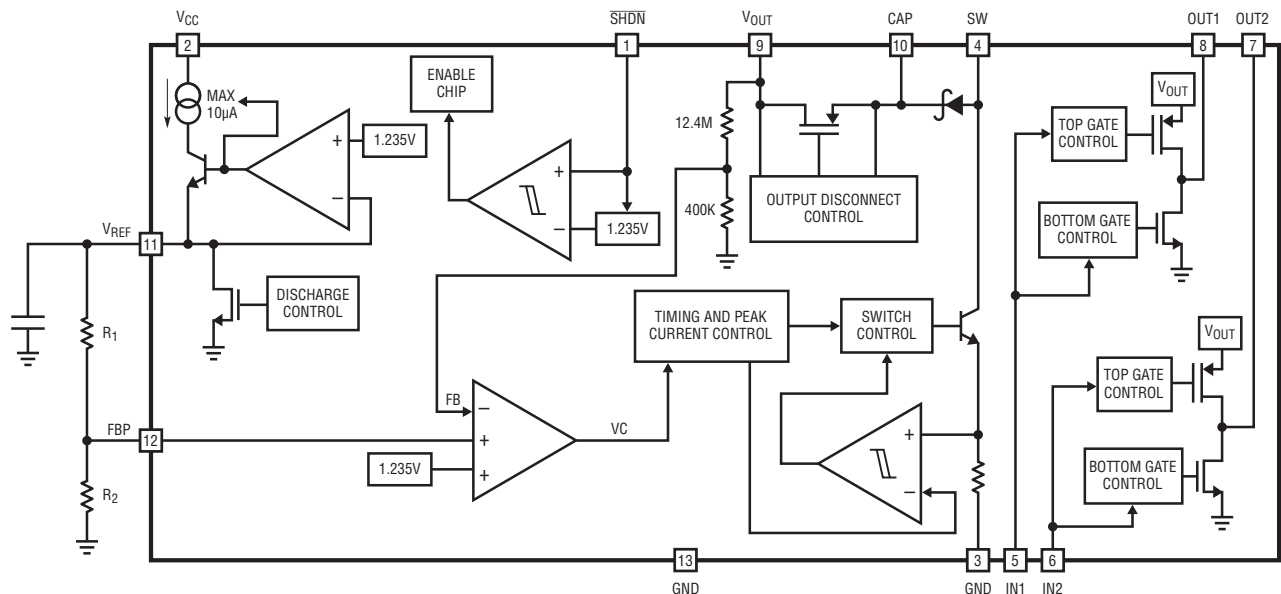 VCC
SHDN
VOUT
CAP
SW
OUT1
OUT2
2
1
9
10
4
8
7
MAX
10µA
ENABLE
CHIP
+
1.235V
−
12.4M
400K
+
−
1.235V
OUTPUT DISCONNECT
CONTROL
TOP GATE
CONTROL
VOUT
BOTTOM GATE
CONTROL
VREF
11
DISCHARGE
CONTROL
R1
TIMING AND PEAK
CURRENT CONTROL
SWITCH
CONTROL
VOUT
TOP GATE
CONTROL
FB
−
FBP
12
+
VC
1.235V
+
+
−
BOTTOM GATE
CONTROL
R2
13
3
5
6
GND
GND
IN1
IN2